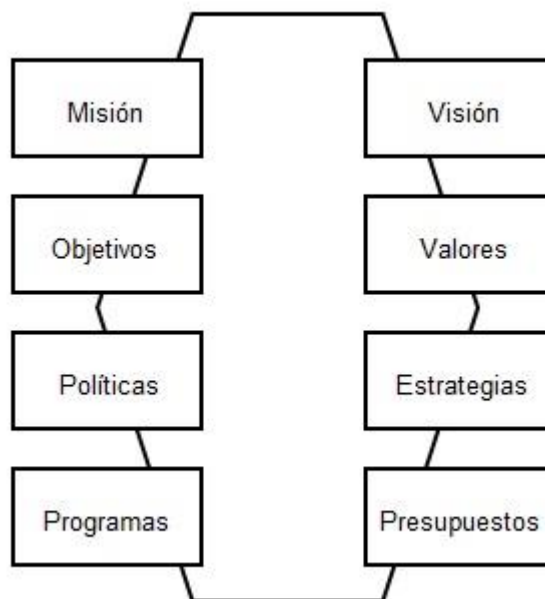 Misión
Visión
Objetivos
Valores
Políticas
Estrategias
Programas
Presupuestos